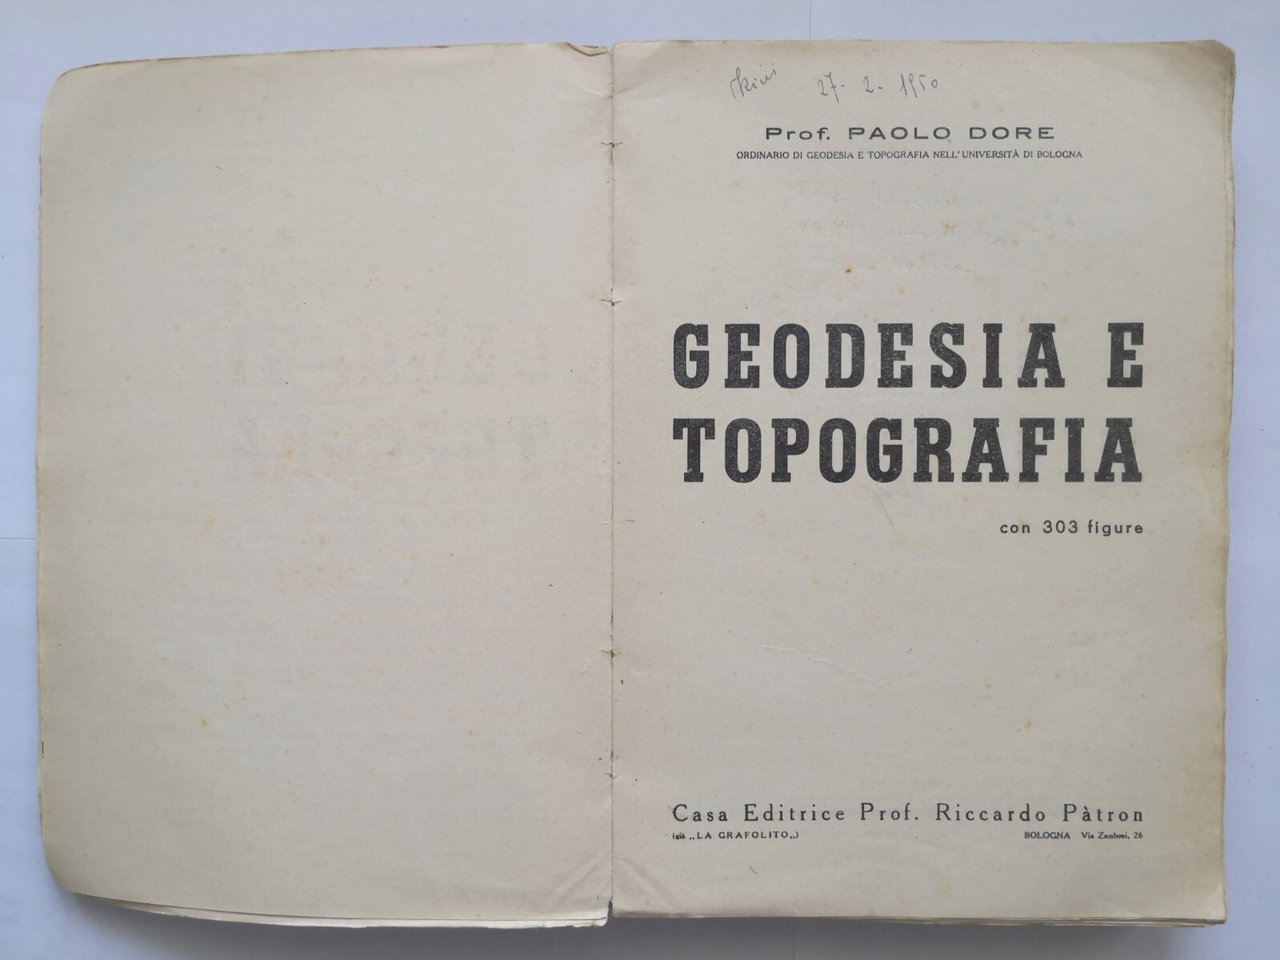 27-2-1950
Prof. PAOLO DORE
ORDINARIO DI GEODESIA E TOPOGRAFIA NELL'UNIVERSITÀ DI BOLOGNA
GEODESIA E
TOPOGRAFIA
con 303 figure
Casa Editrice Prof. Riccardo Pàtron
(già „LA GRAFOLITO„) BOLOGNA Via Zamboni, 26